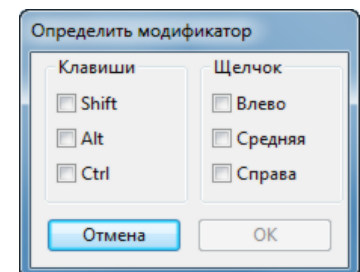 Определить модификатор
Клавиши Щелчок
Shift Влево
Alt Средняя
Ctrl Справа
Отмена OK